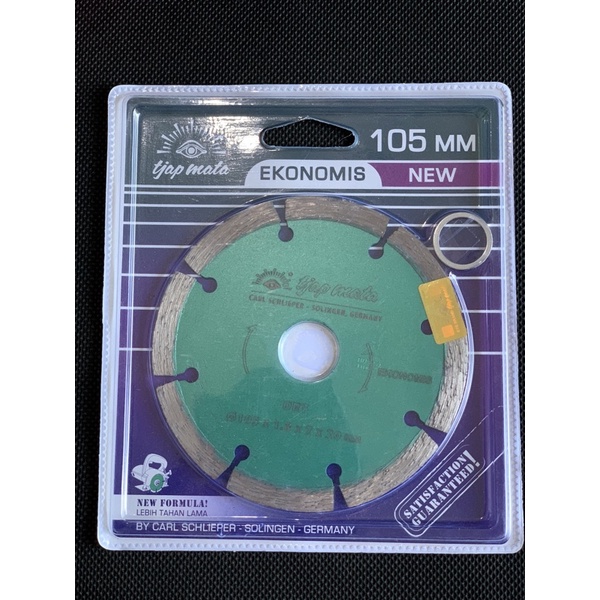 105 MM
tjap mata
EKONOMIS
NEW
tjap mata
CARL SCHLIEPER - SOLINGEN, GERMANY
EKONOMIS
NEW FORMULA!
LEBIH TAHAN LAMA
SATISFACTION
GUARANTEED!
BY CARL SCHLIEPER - SOLINGEN - GERMANY